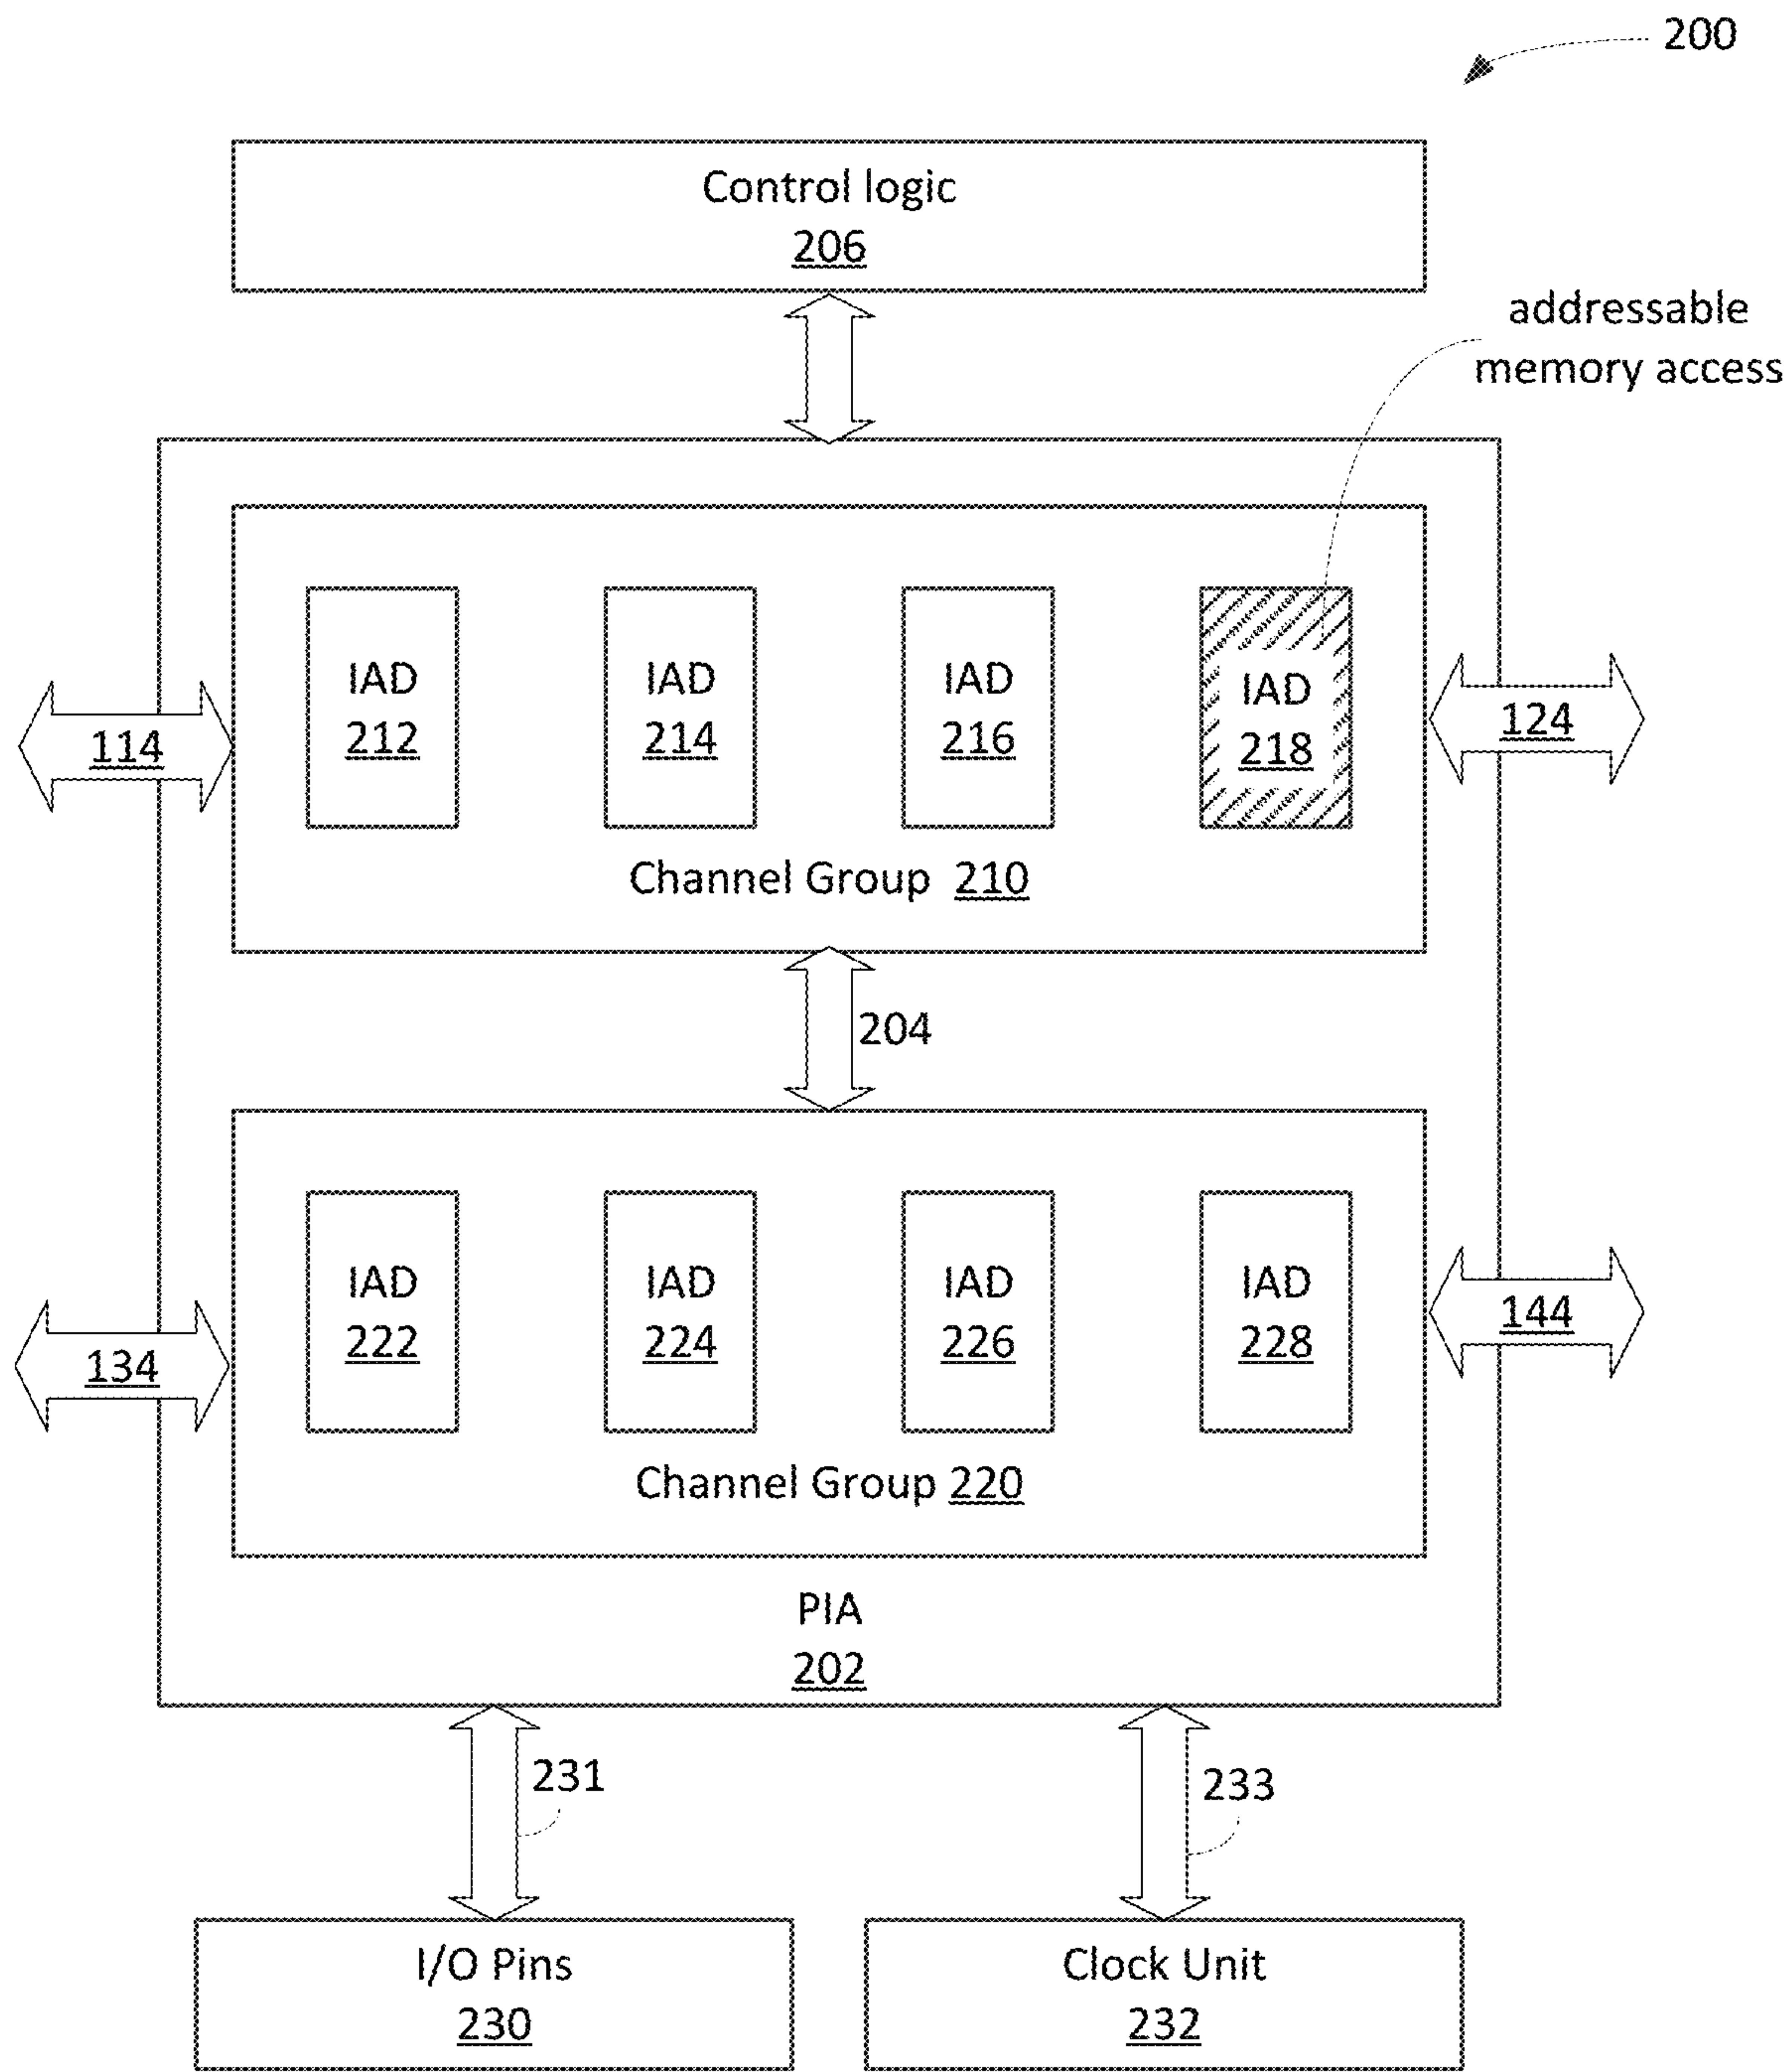 200
Control logic
206
addressable
memory access
IAD
212
IAD
214
IAD
216
IAD
218
114
124
Channel Group 210
204
IAD
222
IAD
224
IAD
226
IAD
228
134
144
Channel Group 220
PIA
202
231
233
I/O Pins
230
Clock Unit
232